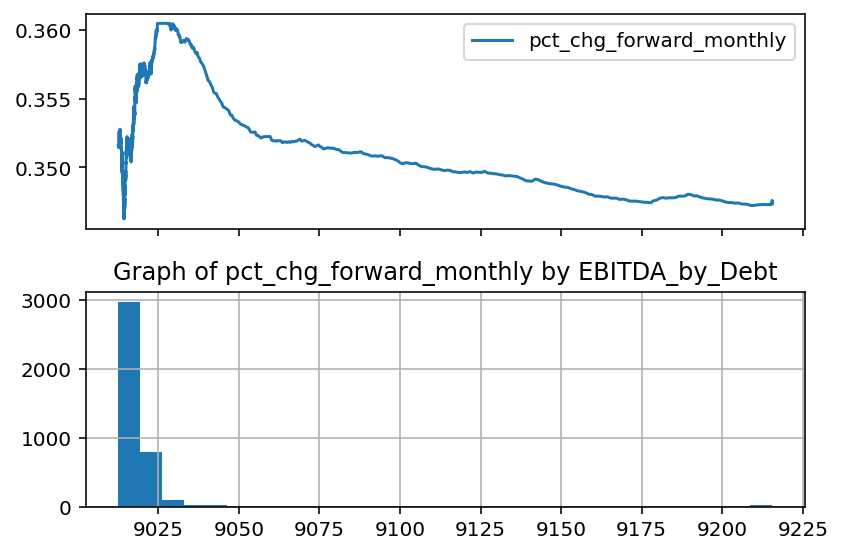 0.360
0.355
0.350
pct_chg_forward_monthly
Graph of pct_chg_forward_monthly by EBITDA_by_Debt
3000
2000
1000
0
9025 9050 9075 9100 9125 9150 9175 9200 9225